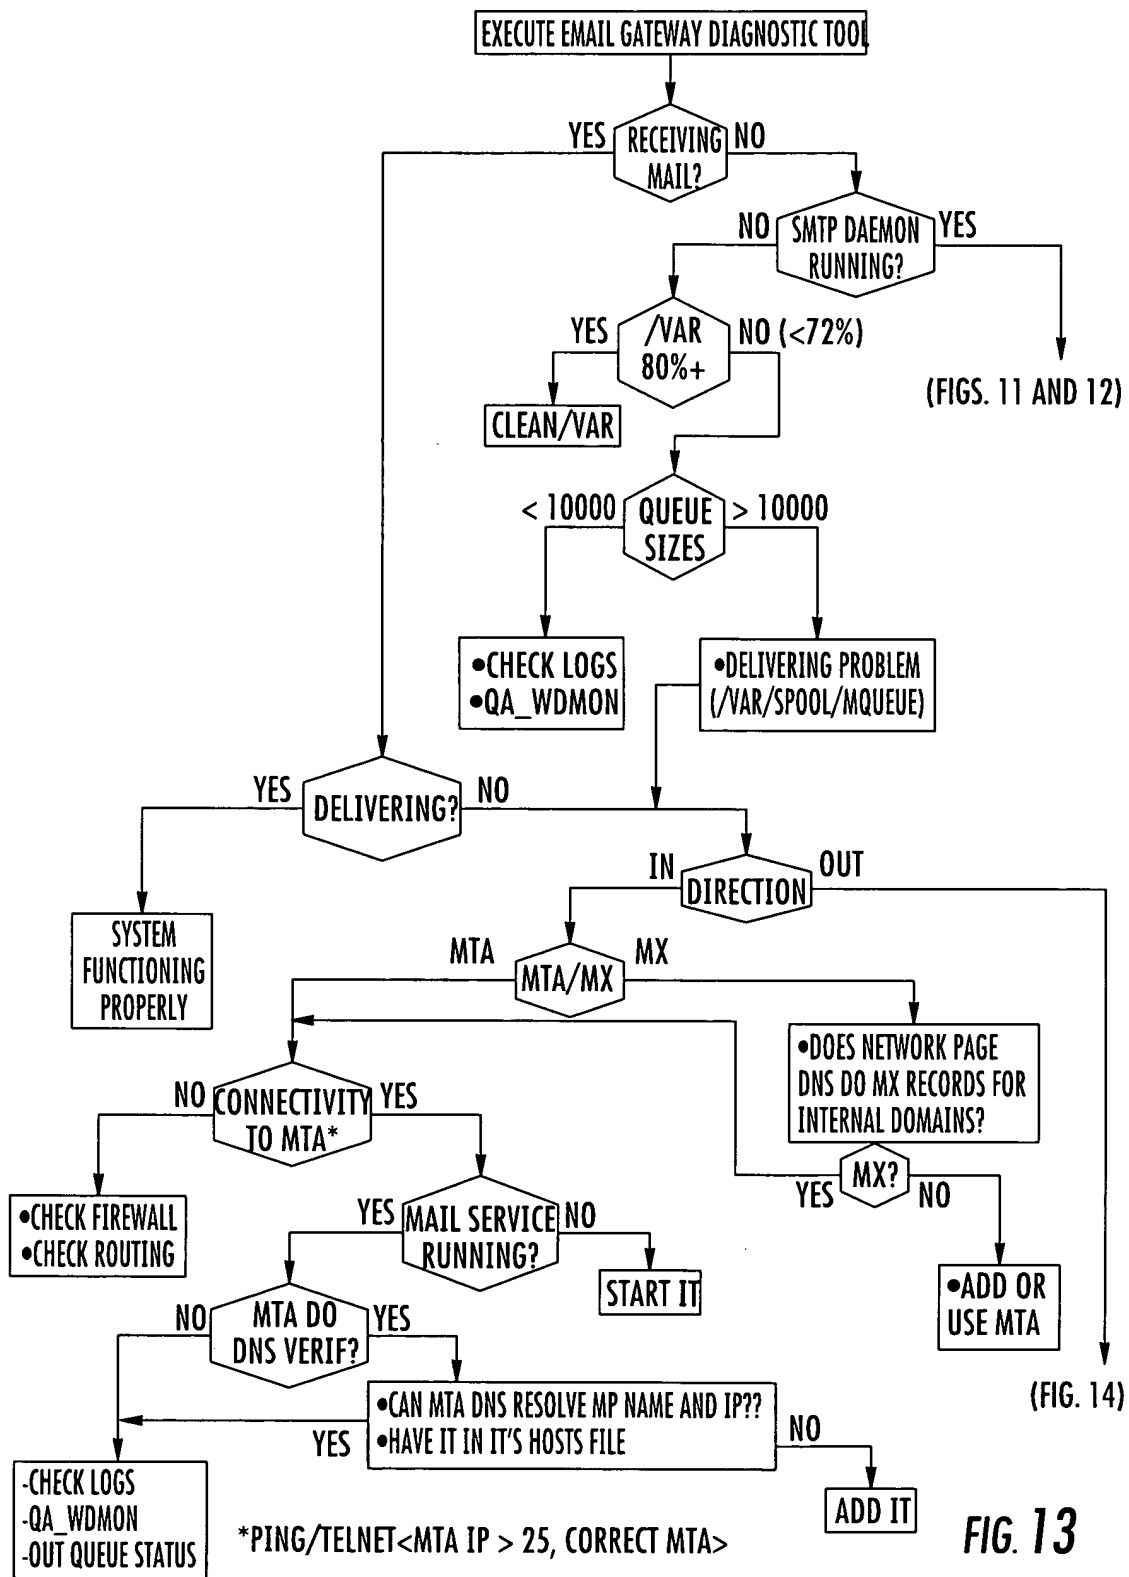 EXECUTE EMAIL GATEWAY DIAGNOSTIC TOOL
YES
RECEIVING
MAIL?
NO
NO
SMTP DAEMON
RUNNING?
YES
YES
/VAR
80%+
NO (<72%)
(FIGS. 11 AND 12)
CLEAN/VAR
< 10000
QUEUE
SIZES
> 10000
●CHECK LOGS
●QA_WDMON
●DELIVERING PROBLEM
(/VAR/SPOOL/MQUEUE)
YES
DELIVERING?
NO
IN
DIRECTION
OUT
SYSTEM
FUNCTIONING
PROPERLY
MTA
MTA/MX
MX
●DOES NETWORK PAGE
DNS DO MX RECORDS FOR
INTERNAL DOMAINS?
NO
CONNECTIVITY
TO MTA*
YES
YES
MX?
NO
●CHECK FIREWALL
●CHECK ROUTING
YES
MAIL SERVICE
RUNNING?
NO
START IT
●ADD OR
USE MTA
NO
MTA DO
DNS VERIF?
YES
(FIG. 14)
●CAN MTA DNS RESOLVE MP NAME AND IP??
●HAVE IT IN IT'S HOSTS FILE
YES
NO
-CHECK LOGS
-QA_WDMON
-OUT QUEUE STATUS
ADD IT
*PING/TELNET<MTA IP > 25, CORRECT MTA>
FIG. 13